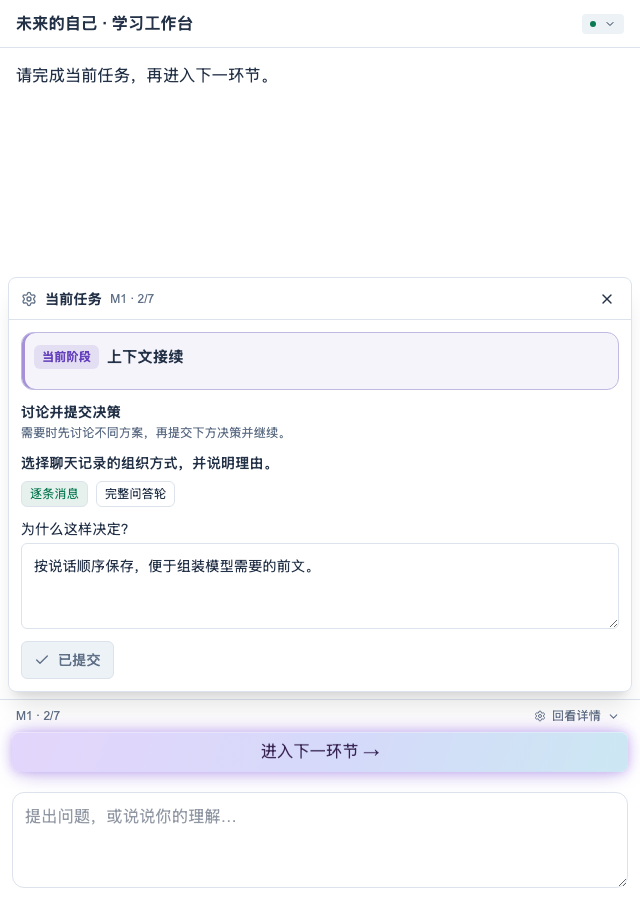 未来的自己 · 学习工作台
请完成当前任务，再进入下一环节。
当前任务 M1 · 2/7
当前阶段 上下文接续
讨论并提交决策
需要时先讨论不同方案，再提交下方决策并继续。
选择聊天记录的组织方式，并说明理由。
逐条消息 完整问答轮
为什么这样决定?
按说话顺序保存，便于组装模型需要的前文。
已提交
M1 · 2/7 回看详情
进入下一环节 →
提出问题，或说说你的理解…